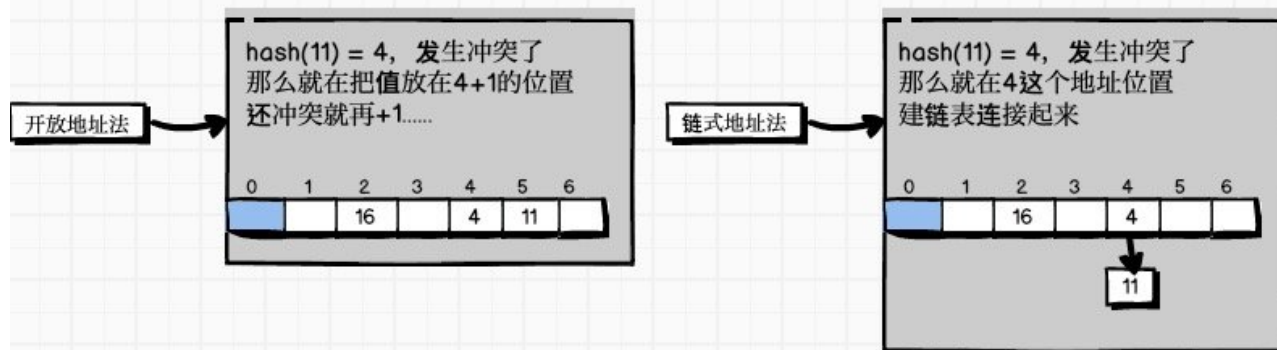 开放地址法
hash(11) = 4，发生冲突了
那么就在把值放在4+1的位置
还冲突就再+1......
0 1 2 3 4 5 6
16 4 11
链式地址法
hash(11) = 4，发生冲突了
那么就在4这个地址位置
建链表连接起来
0 1 2 3 4 5 6
16 4
11